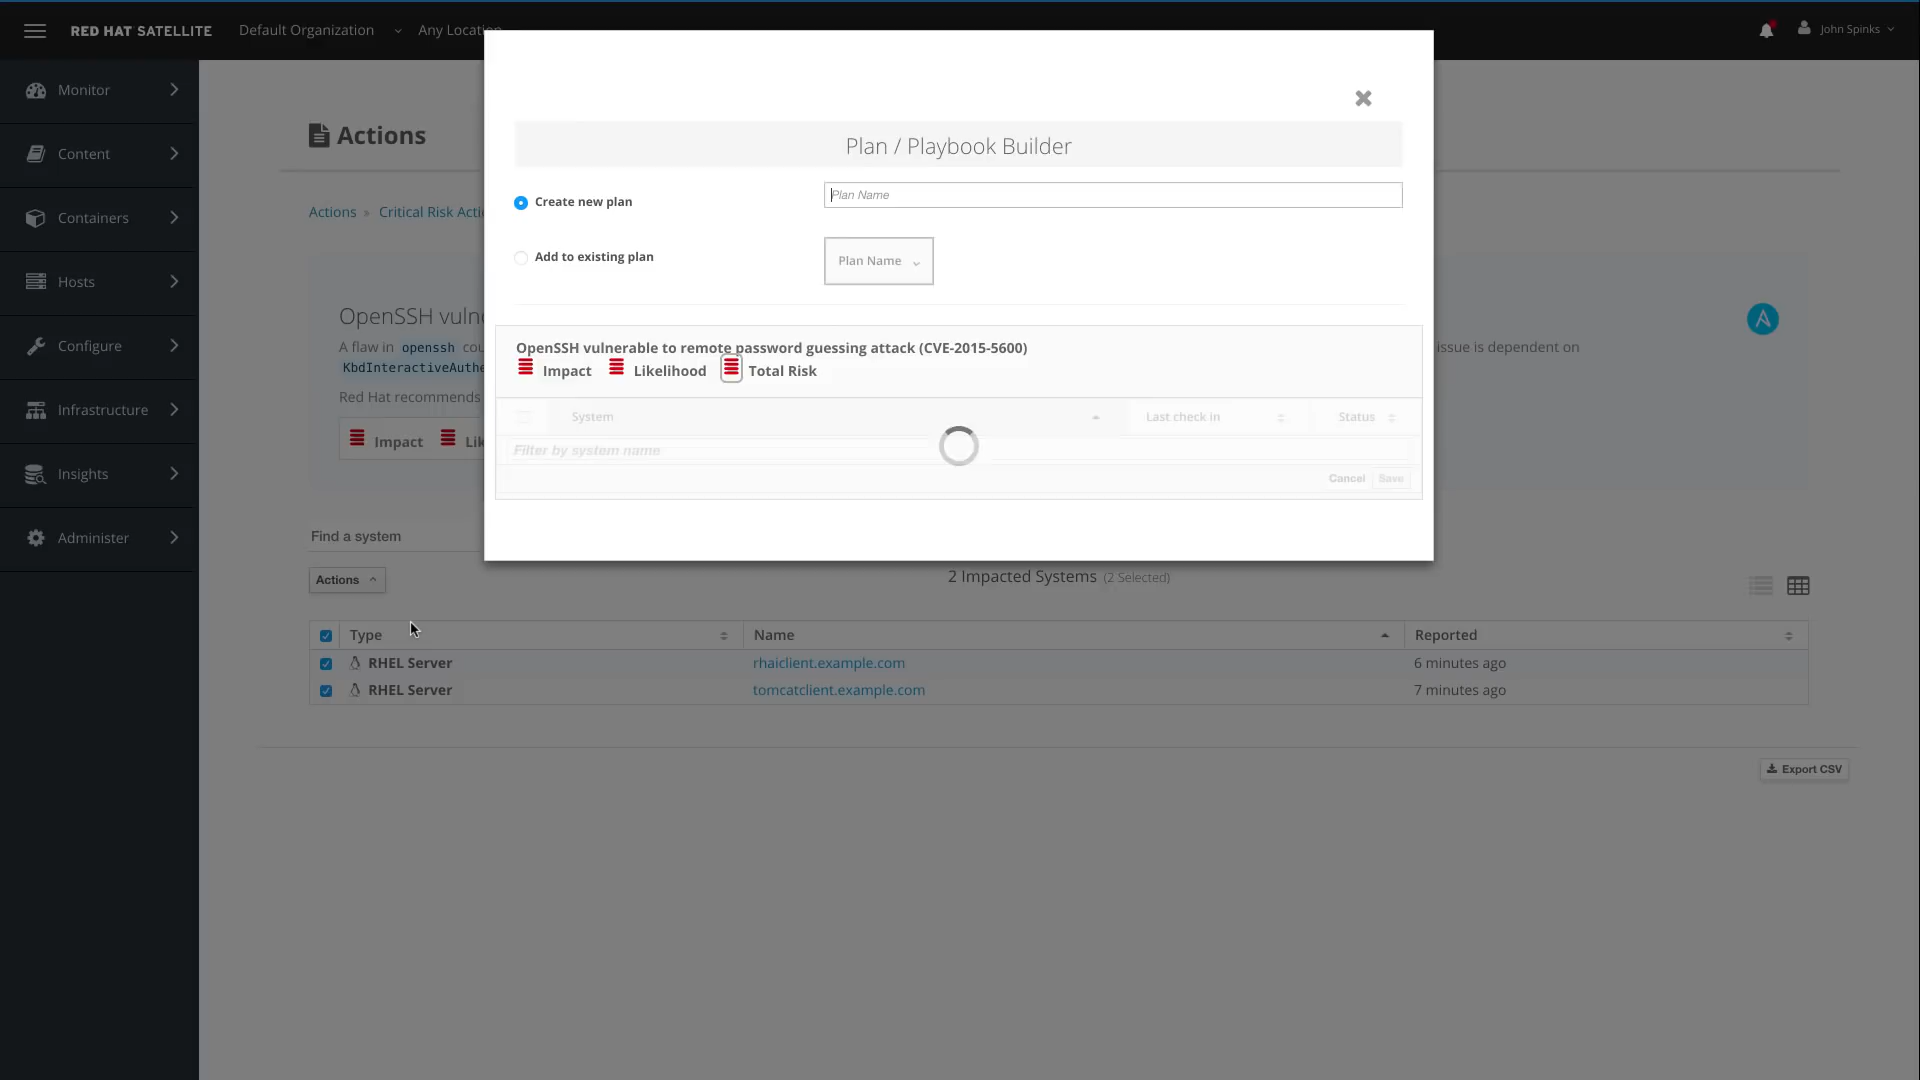 RED HAT SATELLITE Default Organization Any Location John Spinks
Monitor
Content
Containers
Hosts
Configure
Infrastructure
Insights
Administer
Actions
Actions » Critical Risk Acti
OpenSSH vuln
A flaw in openssh cou
KbdInteractiveAuthe
Red Hat recommends
Impact Lik
issue is dependent on
Plan / Playbook Builder
Create new plan Plan Name
Add to existing plan Plan Name
OpenSSH vulnerable to remote password guessing attack (CVE-2015-5600)
Impact Likelihood Total Risk
System Last check in Status
Filter by system name
Cancel Save
Find a system
Actions 2 Impacted Systems (2 Selected)
Type Name Reported
RHEL Server rhaiclient.example.com 6 minutes ago
RHEL Server tomcatclient.example.com 7 minutes ago
Export CSV